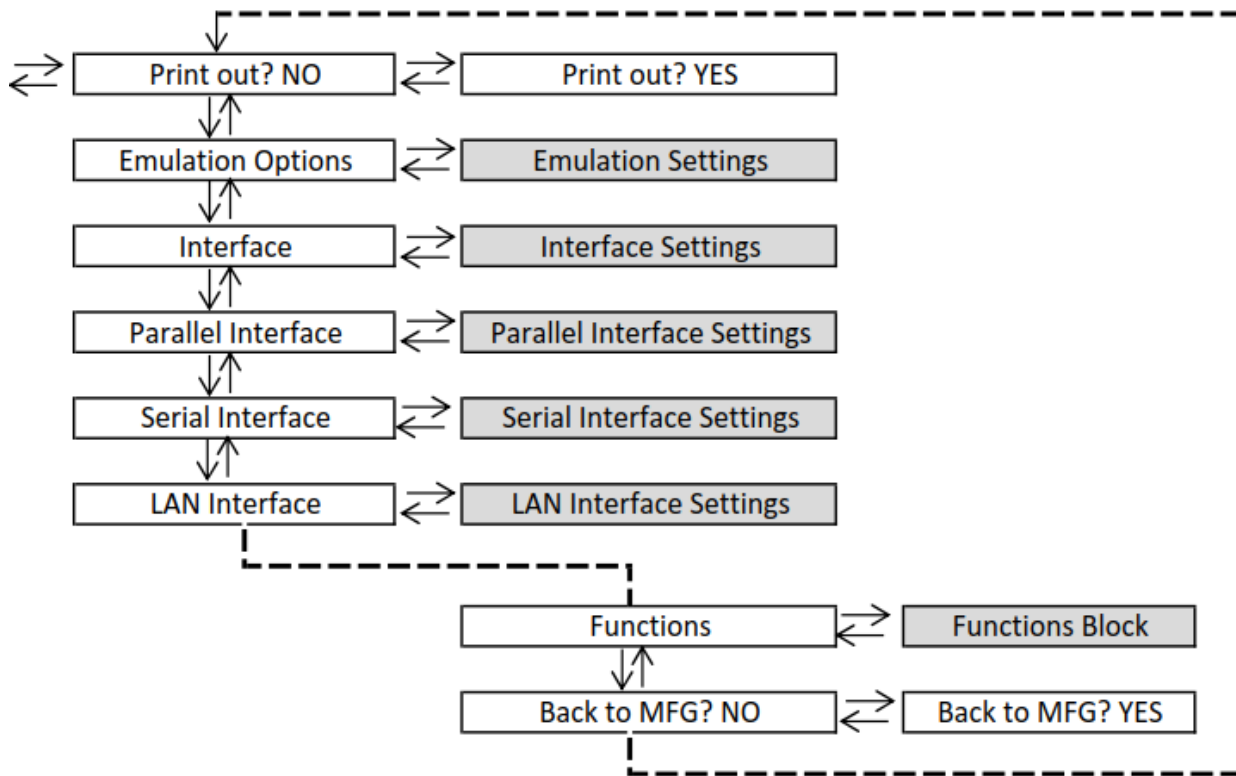 Print out? NO
Print out? YES
Emulation Options
Emulation Settings
Interface
Interface Settings
Parallel Interface
Parallel Interface Settings
Serial Interface
Serial Interface Settings
LAN Interface
LAN Interface Settings
Functions
Functions Block
Back to MFG? NO
Back to MFG? YES